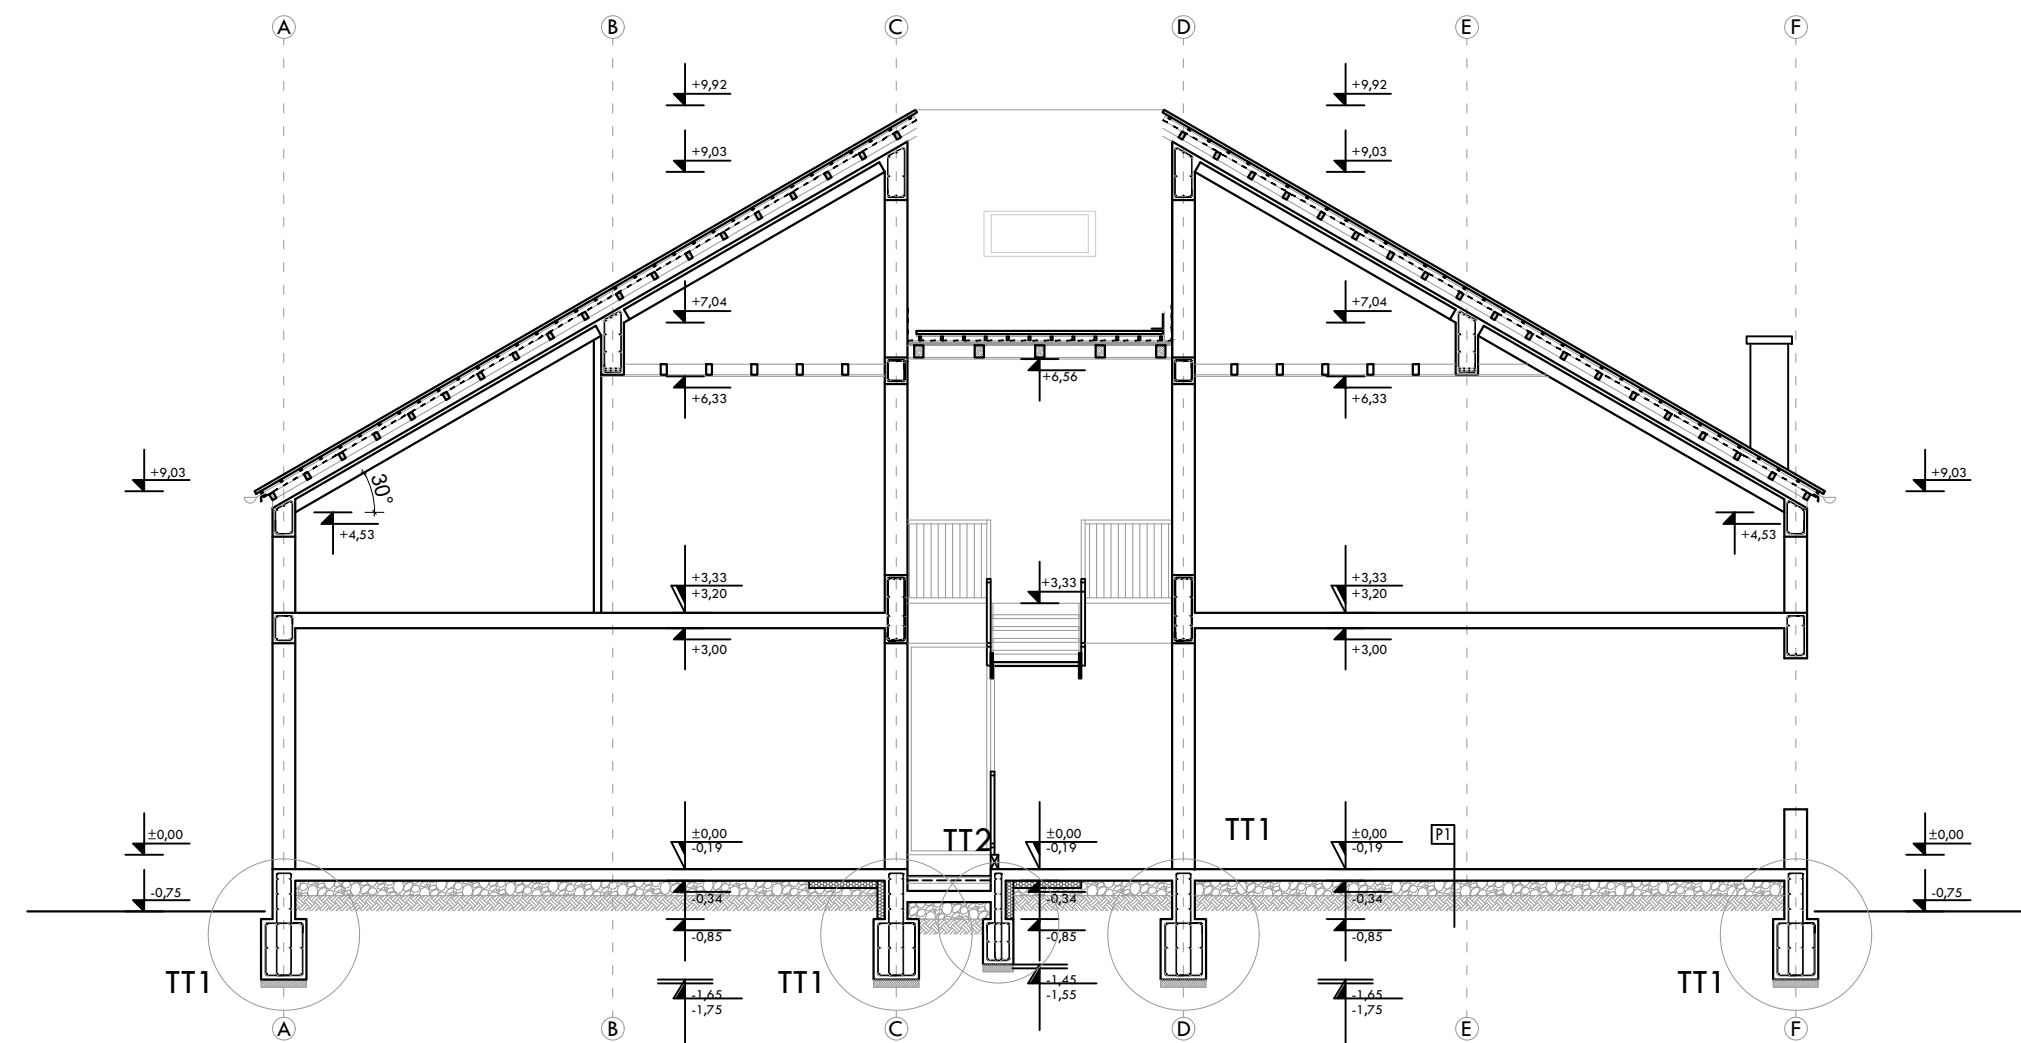 A B C D E F
+9,92 +9,92
+9,03 +9,03
+7,04 +7,04
+6,56
+6,33 +6,33
+9,03 +9,03
30°
+4,53 +4,53
+3,33 +3,33 +3,33
+3,20 +3,20
+3,00 +3,00
TT1
P1
±0,00 ±0,00 TT2 ±0,00 ±0,00 ±0,00
-0,19 -0,19 -0,19
-0,75 -0,34 -0,34 -0,34 -0,75
-0,85 -0,85 -0,85
TT1 TT1 TT1
-1,65 -1,45 -1,65
-1,75 -1,55 -1,75
A B C D E F